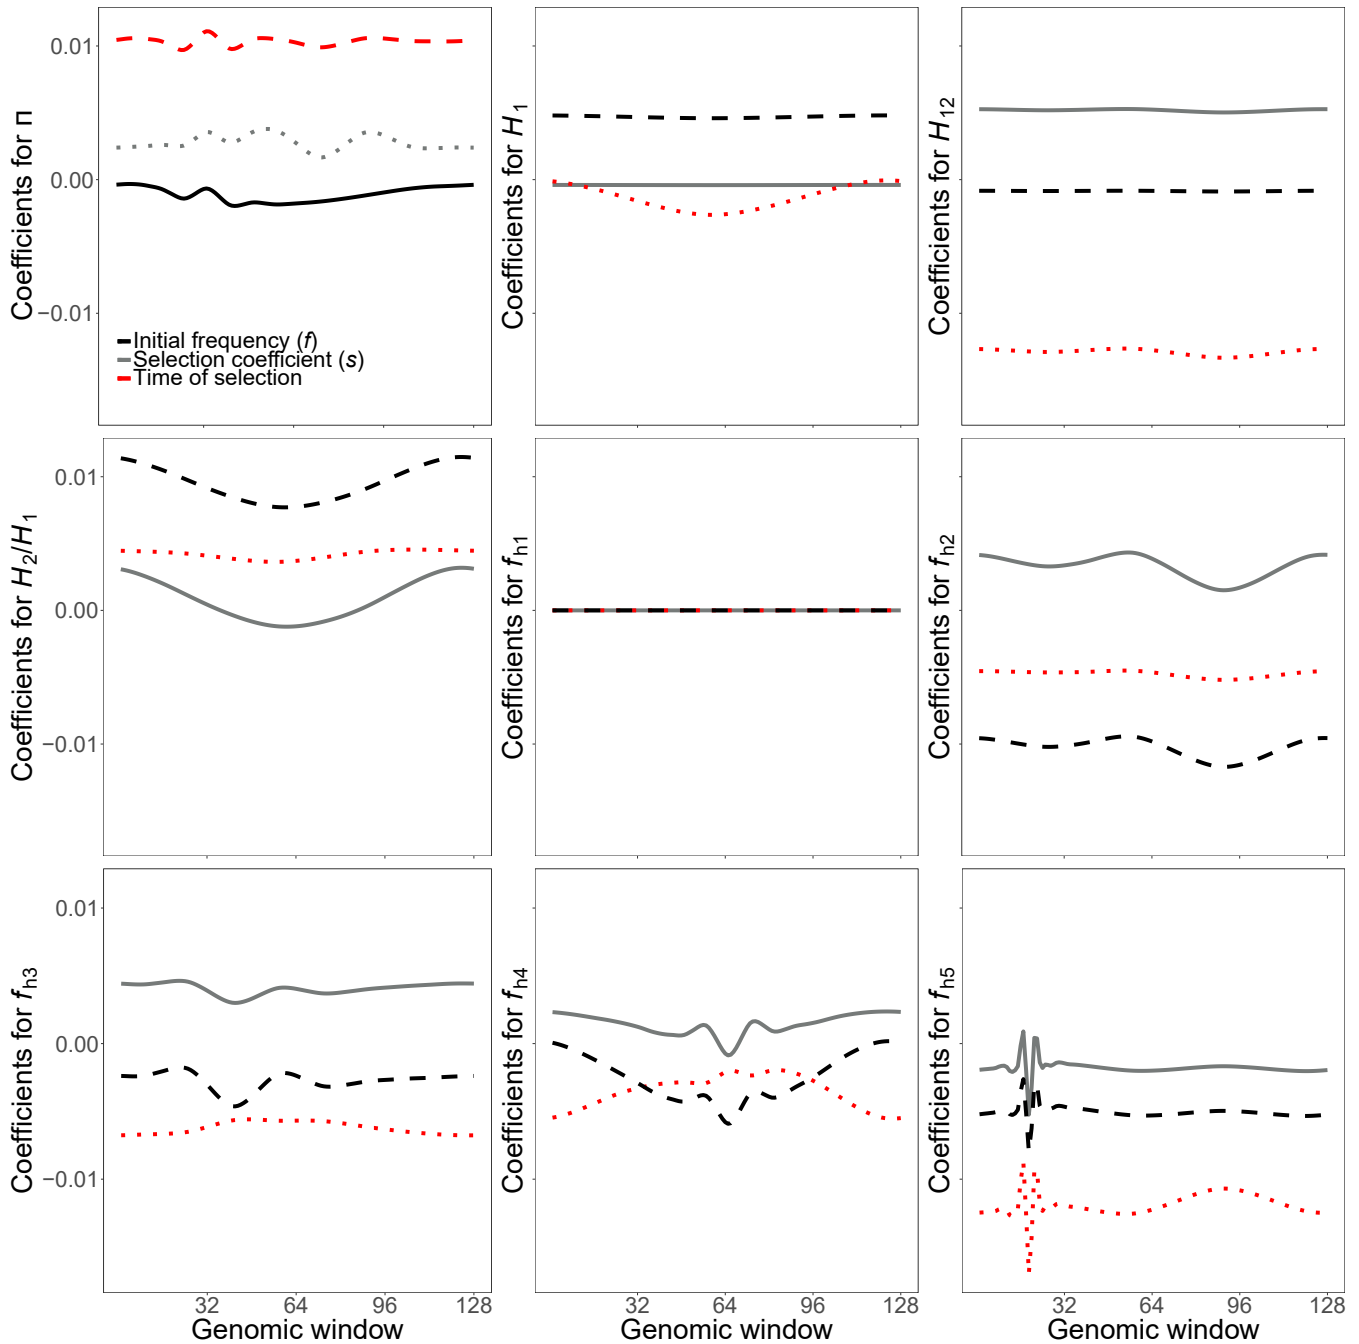 Coefficients for π
0.01
0.00
−0.01
Initial frequency (f)
Selection coefficient (s)
Time of selection
Coefficients for H1
Coefficients for H12
Coefficients for H2/H1
0.01
0.00
−0.01
Coefficients for fh1
Coefficients for fh2
Coefficients for fh3
0.01
0.00
−0.01
32 64 96 128
Genomic window
Coefficients for fh4
32 64 96 128
Genomic window
Coefficients for fh5
32 64 96 128
Genomic window